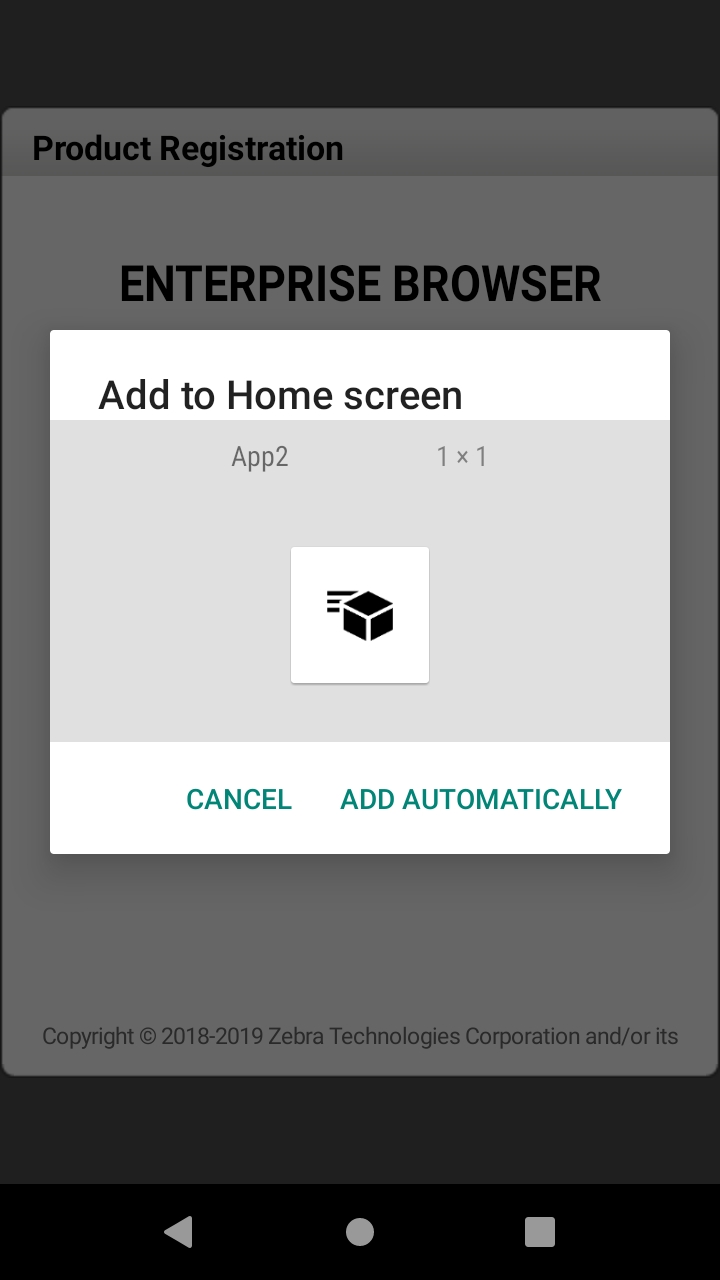 Product Registration
ENTERPRISE BROWSER
Add to Home screen
App2 1 × 1
CANCEL ADD AUTOMATICALLY
Copyright © 2018-2019 Zebra Technologies Corporation and/or its